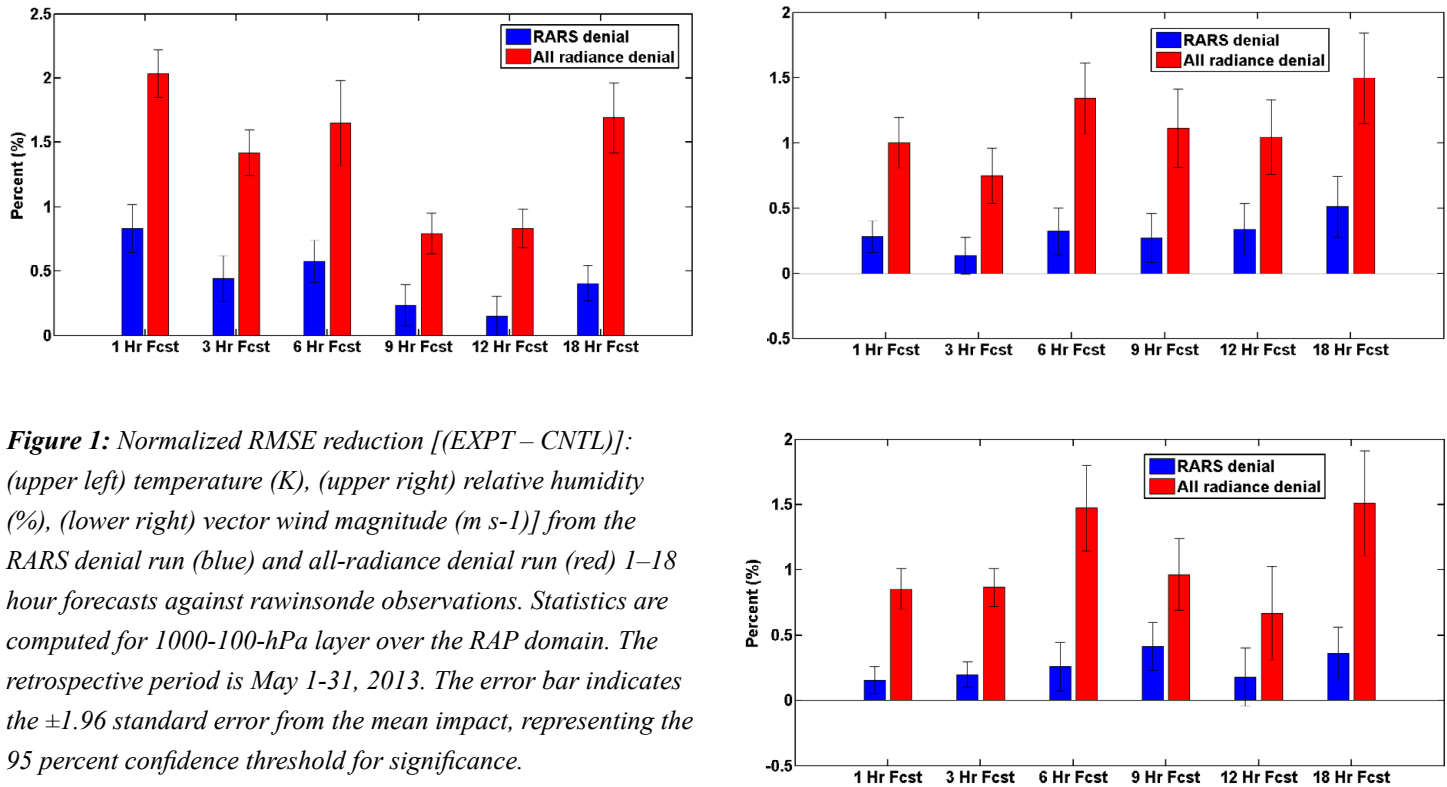 2.5
2
1.5
1
0.5
0
Percent (%)
RARS denial
All radiance denial
1 Hr Fcst 3 Hr Fcst 6 Hr Fcst 9 Hr Fcst 12 Hr Fcst 18 Hr Fcst
2
1.5
1
0.5
0
-0.5
RARS denial
All radiance denial
1 Hr Fcst 3 Hr Fcst 6 Hr Fcst 9 Hr Fcst 12 Hr Fcst 18 Hr Fcst
Figure 1: Normalized RMSE reduction [(EXPT – CNTL)]:
(upper left) temperature (K), (upper right) relative humidity
(%), (lower right) vector wind magnitude (m s-1)] from the
RARS denial run (blue) and all-radiance denial run (red) 1–18
hour forecasts against rawinsonde observations. Statistics are
computed for 1000-100-hPa layer over the RAP domain. The
retrospective period is May 1-31, 2013. The error bar indicates
the ±1.96 standard error from the mean impact, representing the
95 percent confidence threshold for significance.
2
1.5
1
0.5
0
-0.5
Percent (%)
RARS denial
All radiance denial
1 Hr Fcst 3 Hr Fcst 6 Hr Fcst 9 Hr Fcst 12 Hr Fcst 18 Hr Fcst